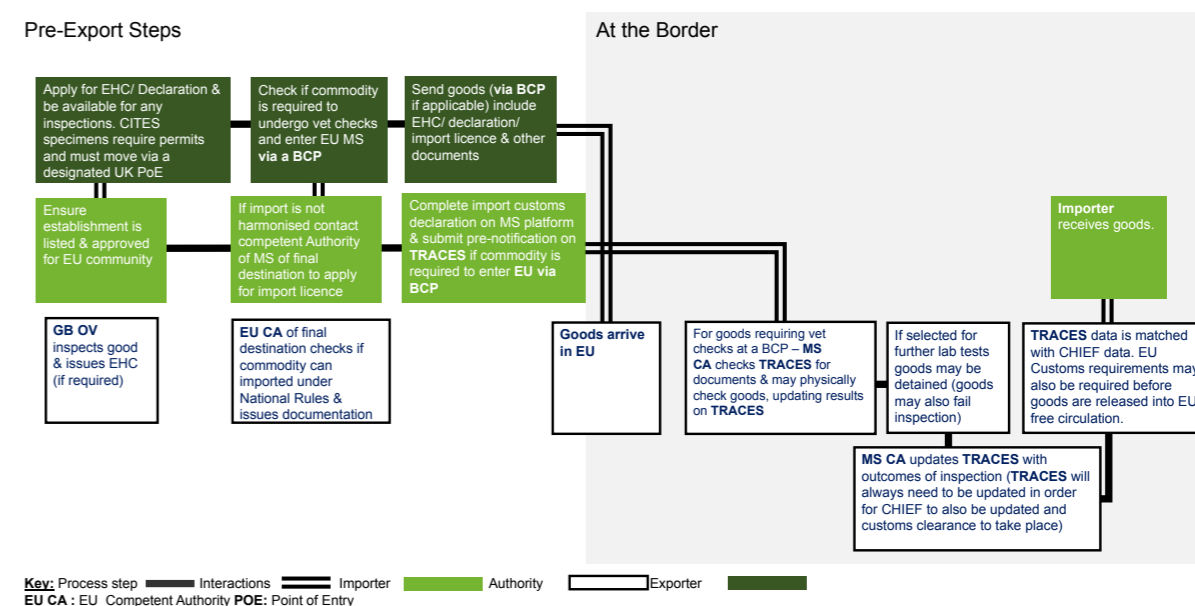 Pre-Export Steps
At the Border
Apply for EHC/ Declaration &
be available for any
inspections. CITES
specimens require permits
and must move via a
designated UK PoE
Check if commodity
is required to
undergo vet checks
and enter EU MS
via a BCP
Send goods (via BCP
if applicable) include
EHC/ declaration/
import licence & other
documents
Ensure
establishment is
listed & approved
for EU community
If import is not
harmonised contact
competent Authority
of MS of final
destination to apply
for import licence
Complete import customs
declaration on MS platform
& submit pre-notification on
TRACES if commodity is
required to enter EU via
BCP
Importer
receives goods.
GB OV
inspects good
& issues EHC
(if required)
EU CA of final
destination checks if
commodity can
imported under
National Rules &
issues documentation
Goods arrive
in EU
For goods requiring vet
checks at a BCP – MS
CA checks TRACES for
documents & may physically
check goods, updating results
on TRACES
If selected for
further lab tests
goods may be
detained (goods
may also fail
inspection)
TRACES data is matched
with CHIEF data. EU
Customs requirements may
also be required before
goods are released into EU
free circulation.
MS CA updates TRACES with
outcomes of inspection (TRACES will
always need to be updated in order
for CHIEF to also be updated and
customs clearance to take place)
Key: Process step Interactions Importer Authority Exporter
EU CA : EU Competent Authority POE: Point of Entry